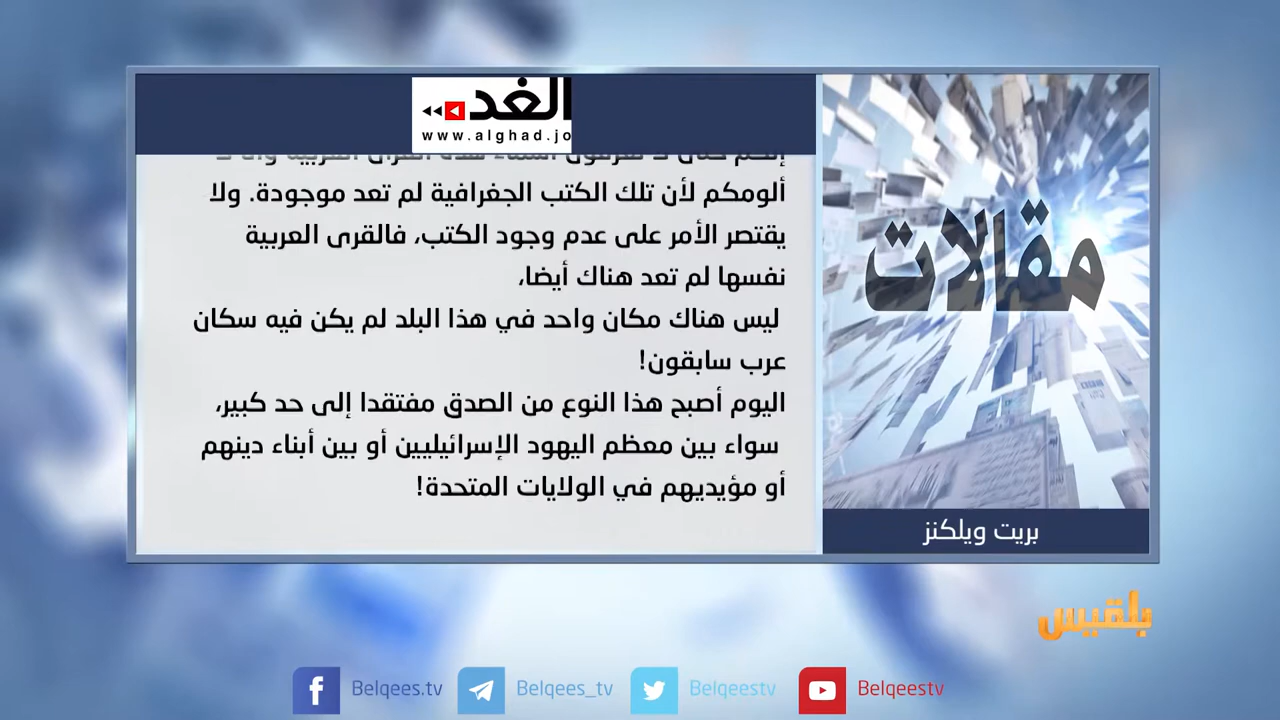 الغد
www.alghad.jo
ألومكم لأن تلك الكتب الجغرافية لم تعد موجودة. ولا
يقتصر الأمر على عدم وجود الكتب، فالقرى العربية
نفسها لم تعد هناك أيضا،
ليس هناك مكان واحد في هذا البلد لم يكن فيه سكان
عرب سابقون!
اليوم أصبح هذا النوع من الصدق مفتقدا إلى حد كبير،
سواء بين معظم اليهود الإسرائيليين أو بين أبناء دينهم
أو مؤيديهم في الولايات المتحدة!
مقالات
بريت ويلكنز
بلقيس
Belqees.tv
Belqees_tv
Belqeestv
Belqeestv